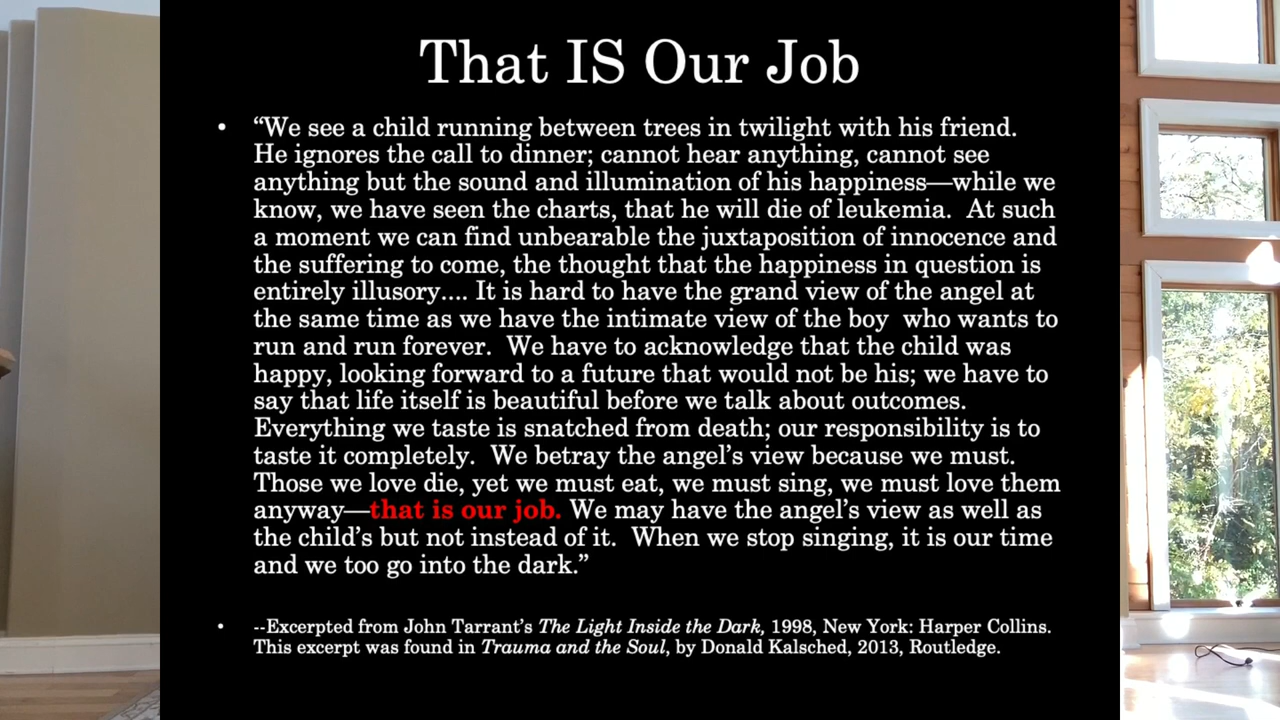 That IS Our Job
• “We see a child running between trees in twilight with his friend.
He ignores the call to dinner; cannot hear anything, cannot see
anything but the sound and illumination of his happiness—while we
know, we have seen the charts, that he will die of leukemia.  At such
a moment we can find unbearable the juxtaposition of innocence and
the suffering to come, the thought that the happiness in question is
entirely illusory.... It is hard to have the grand view of the angel at
the same time as we have the intimate view of the boy  who wants to
run and run forever.  We have to acknowledge that the child was
happy, looking forward to a future that would not be his; we have to
say that life itself is beautiful before we talk about outcomes.
Everything we taste is snatched from death; our responsibility is to
taste it completely.  We betray the angel’s view because we must.
Those we love die, yet we must eat, we must sing, we must love them
anyway—that is our job. We may have the angel’s view as well as
the child’s but not instead of it.  When we stop singing, it is our time
and we too go into the dark.”
• --Excerpted from John Tarrant’s The Light Inside the Dark, 1998, New York: Harper Collins.
This excerpt was found in Trauma and the Soul, by Donald Kalsched, 2013, Routledge.